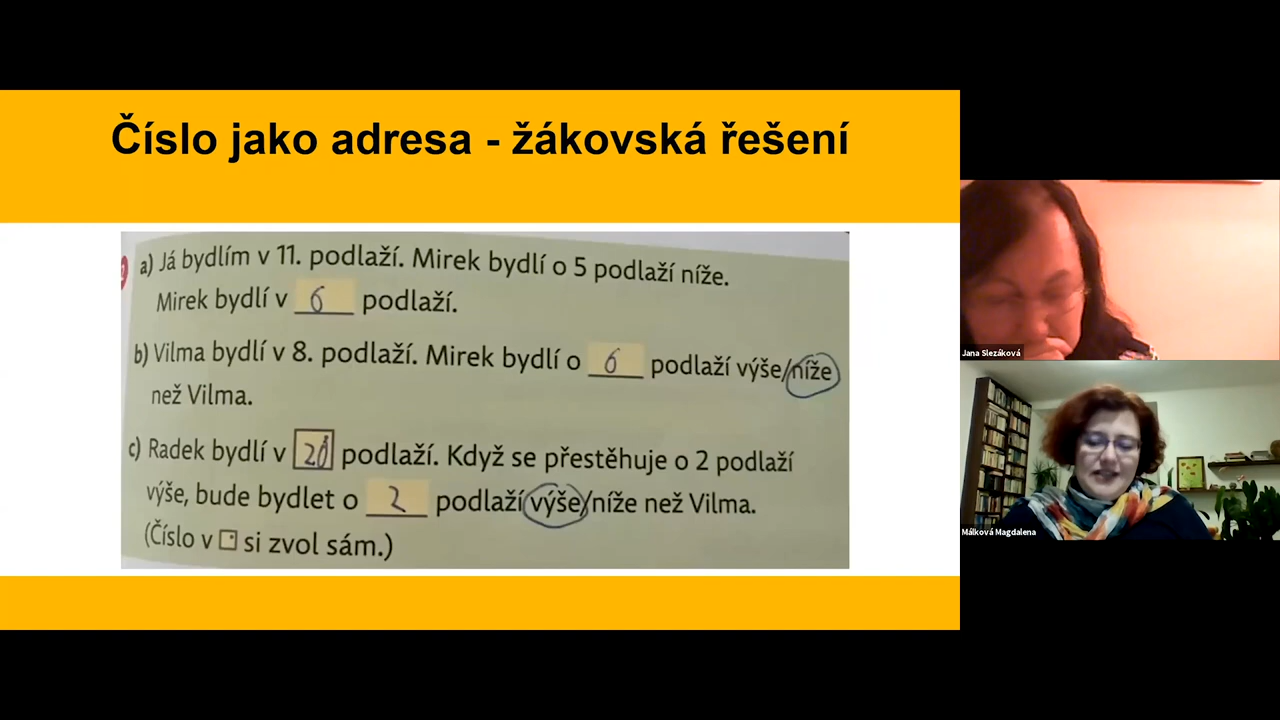 Číslo jako adresa - žákovská řešení
a) Já bydlím v 11. podlaží. Mirek bydlí o 5 podlaží níže.
Mirek bydlí v 6 podlaží.
b) Vilma bydlí v 8. podlaží. Mirek bydlí o 6 podlaží výše/níže
než Vilma.
c) Radek bydlí v podlaží. Když se přestěhuje o 2 podlaží
výše, bude bydlet o 2 podlaží výše/níže než Vilma.
(Číslo v si zvol sám.)
Jana Slezáková
Málková Magdalena